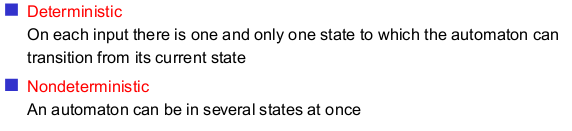 Deterministic
On each input there is one and only one state to which the automaton can
transition from its current state
Nondeterministic
An automaton can be in several states at once